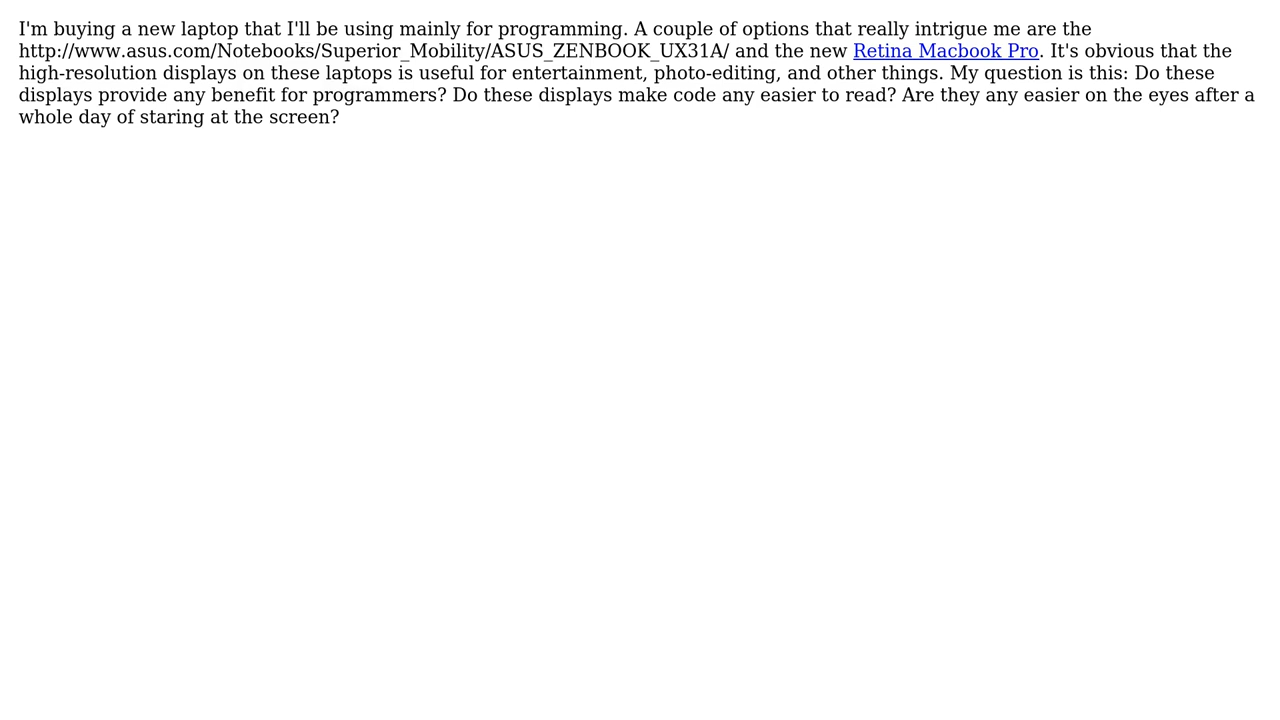 I'm buying a new laptop that I'll be using mainly for programming. A couple of options that really intrigue me are the
http://www.asus.com/Notebooks/Superior_Mobility/ASUS_ZENBOOK_UX31A/ and the new Retina Macbook Pro. It's obvious that the
high-resolution displays on these laptops is useful for entertainment, photo-editing, and other things. My question is this: Do these
displays provide any benefit for programmers? Do these displays make code any easier to read? Are they any easier on the eyes after a
whole day of staring at the screen?